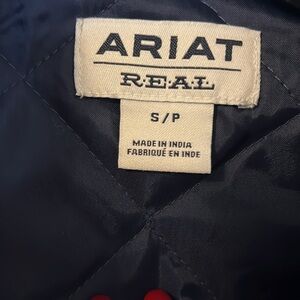 ARIAT
REAL
S/P
MADE IN INDIA
FABRIQUÉ EN INDE